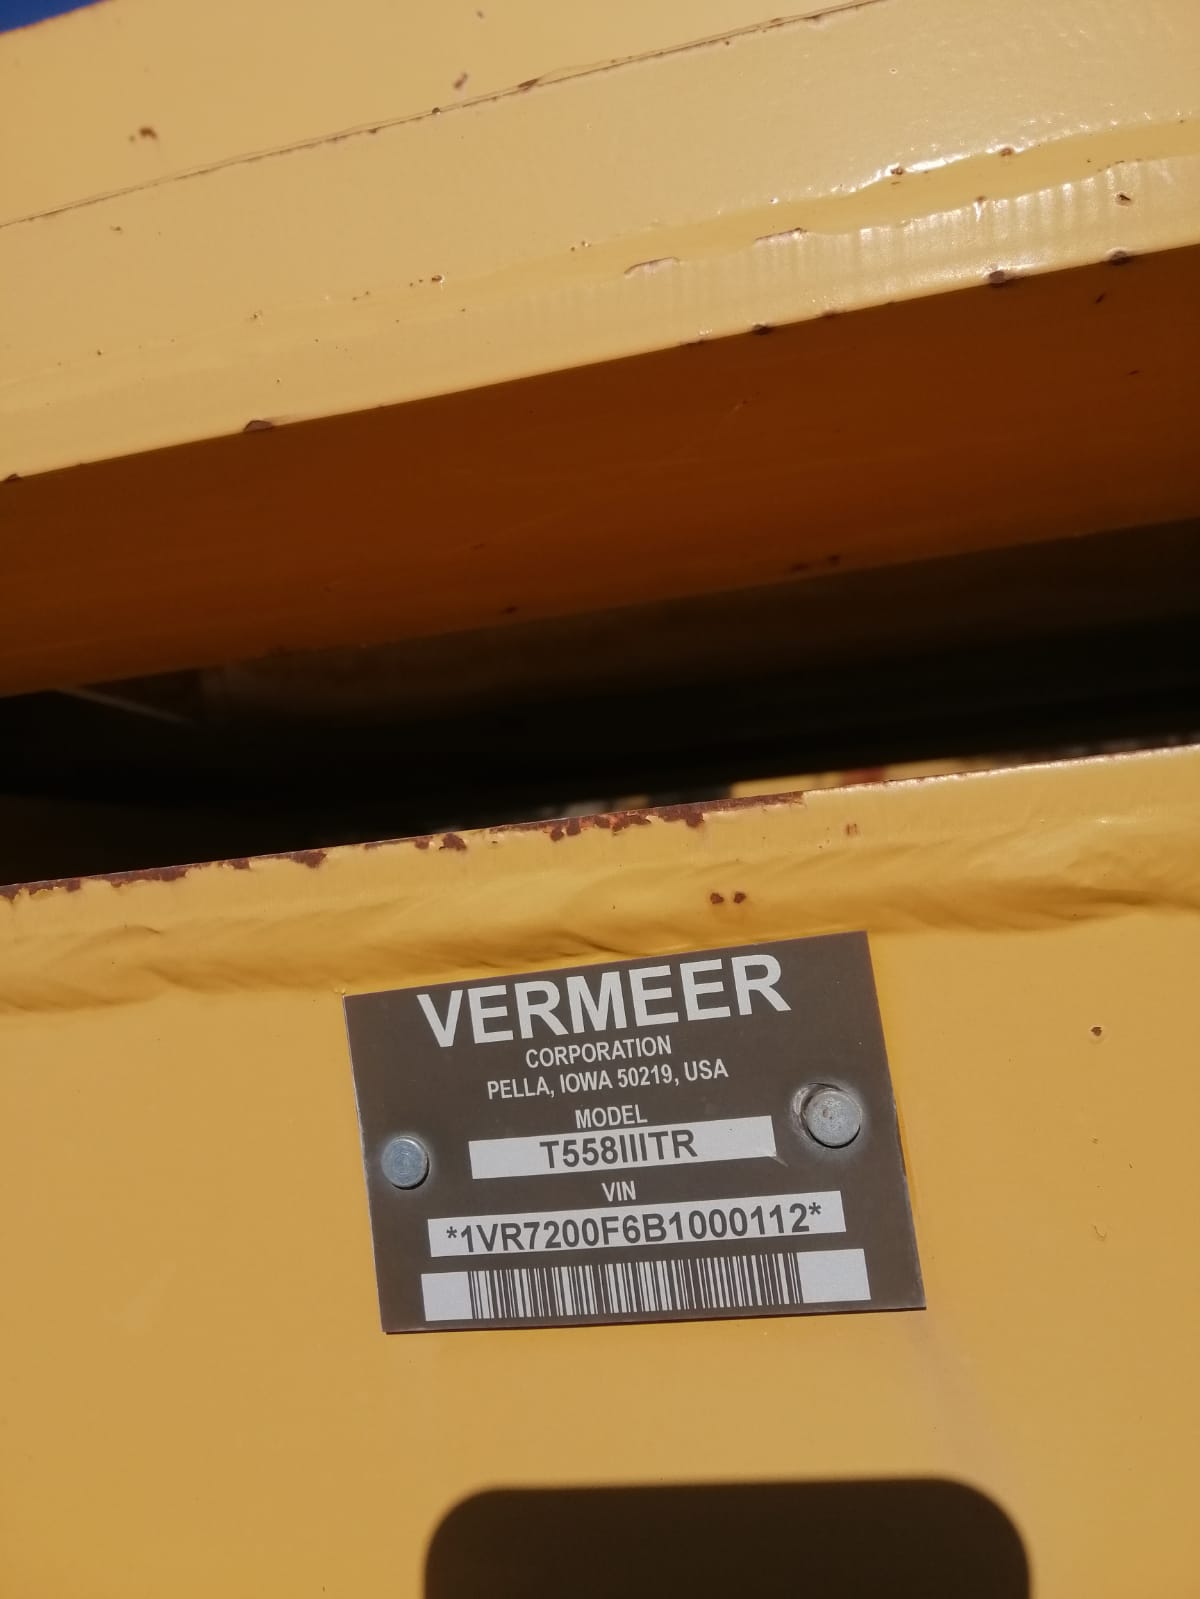 VERMEER
CORPORATION
PELLA, IOWA 50219, USA
MODEL
T558IIITR
VIN
*1VR7200F6B1000112*